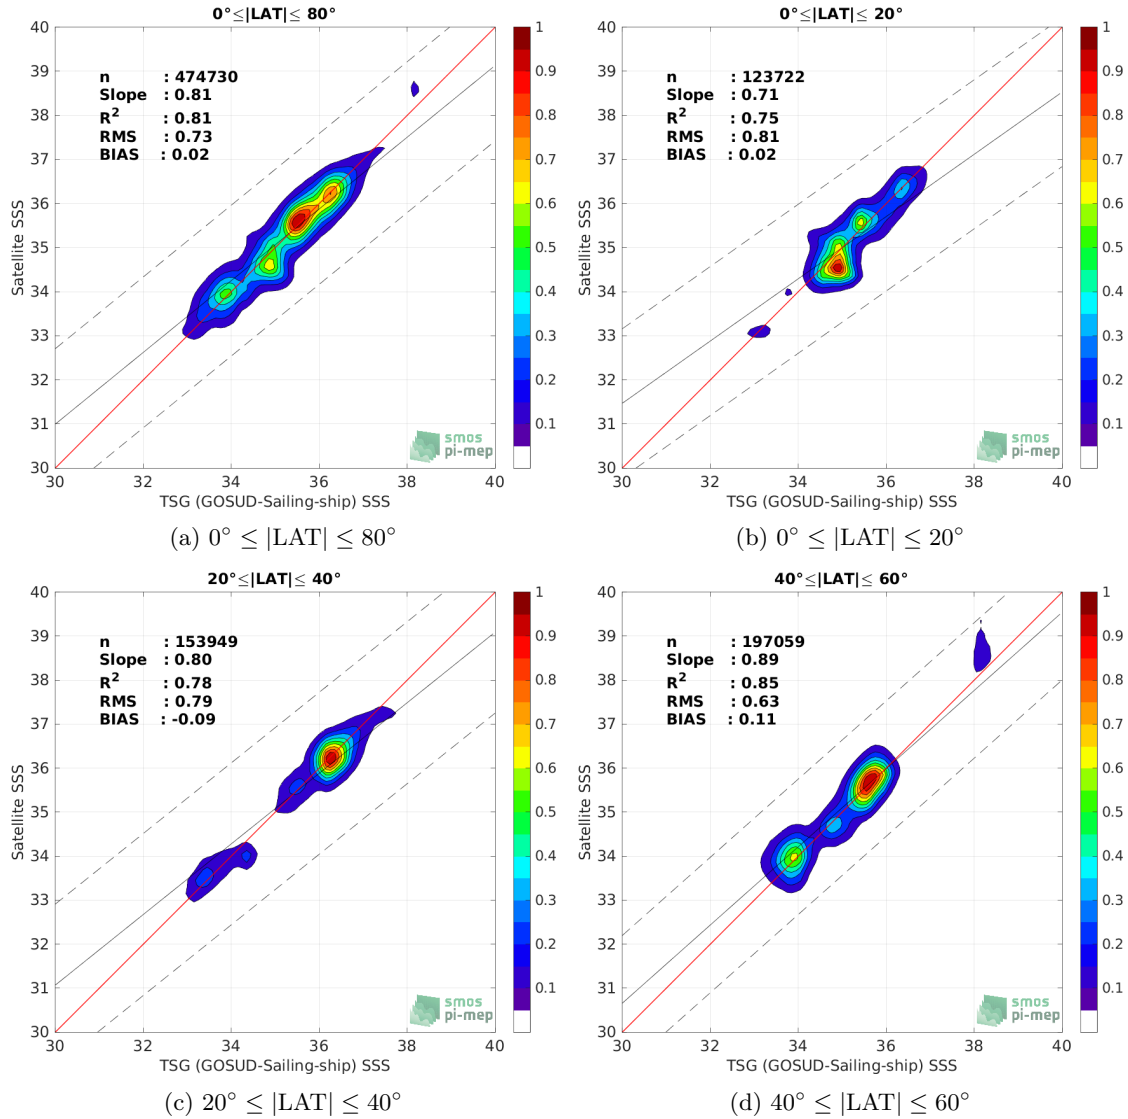 0°≤|LAT|≤ 80°
40
39
38
37
36
35
34
33
32
31
30
Satellite SSS
n : 474730
Slope : 0.81
R² : 0.81
RMS : 0.73
BIAS : 0.02
1
0.9
0.8
0.7
0.6
0.5
0.4
0.3
0.2
0.1
smos
pi-mep
30 32 34 36 38 40
TSG (GOSUD-Sailing-ship) SSS
(a) 0° ≤ |LAT| ≤ 80°
0°≤|LAT|≤ 20°
40
39
38
37
36
35
34
33
32
31
30
Satellite SSS
n : 123722
Slope : 0.71
R² : 0.75
RMS : 0.81
BIAS : 0.02
1
0.9
0.8
0.7
0.6
0.5
0.4
0.3
0.2
0.1
smos
pi-mep
30 32 34 36 38 40
TSG (GOSUD-Sailing-ship) SSS
(b) 0° ≤ |LAT| ≤ 20°
20°≤|LAT|≤ 40°
40
39
38
37
36
35
34
33
32
31
30
Satellite SSS
n : 153949
Slope : 0.80
R² : 0.78
RMS : 0.79
BIAS : -0.09
1
0.9
0.8
0.7
0.6
0.5
0.4
0.3
0.2
0.1
smos
pi-mep
30 32 34 36 38 40
TSG (GOSUD-Sailing-ship) SSS
(c) 20° ≤ |LAT| ≤ 40°
40°≤|LAT|≤ 60°
40
39
38
37
36
35
34
33
32
31
30
Satellite SSS
n : 197059
Slope : 0.89
R² : 0.85
RMS : 0.63
BIAS : 0.11
1
0.9
0.8
0.7
0.6
0.5
0.4
0.3
0.2
0.1
smos
pi-mep
30 32 34 36 38 40
TSG (GOSUD-Sailing-ship) SSS
(d) 40° ≤ |LAT| ≤ 60°